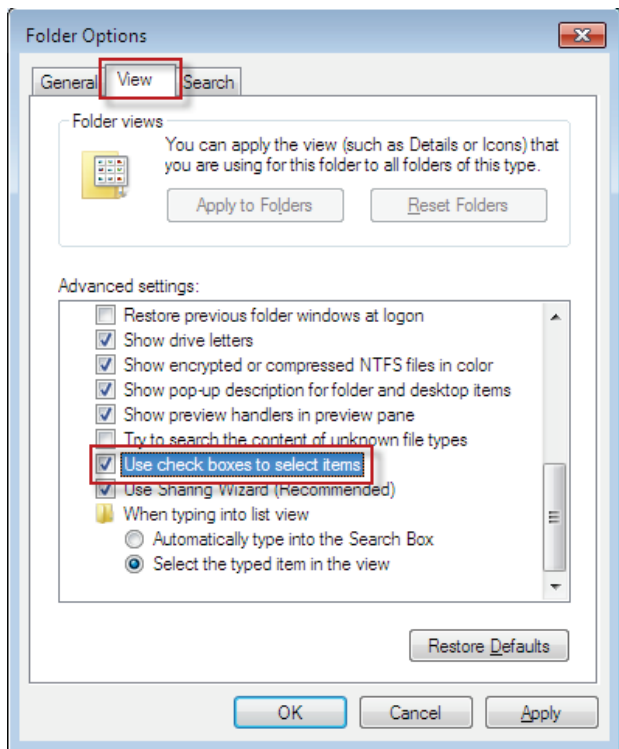 Folder Options
General
View
Search
Folder views
You can apply the view (such as Details or Icons) that
you are using for this folder to all folders of this type.
Apply to Folders
Reset Folders
Advanced settings:
Restore previous folder windows at logon
Show drive letters
Show encrypted or compressed NTFS files in color
Show pop-up description for folder and desktop items
Show preview handlers in preview pane
Try to search the content of unknown file types
Use check boxes to select items
Use Sharing Wizard (Recommended)
When typing into list view
Automatically type into the Search Box
Select the typed item in the view
Restore Defaults
OK
Cancel
Apply